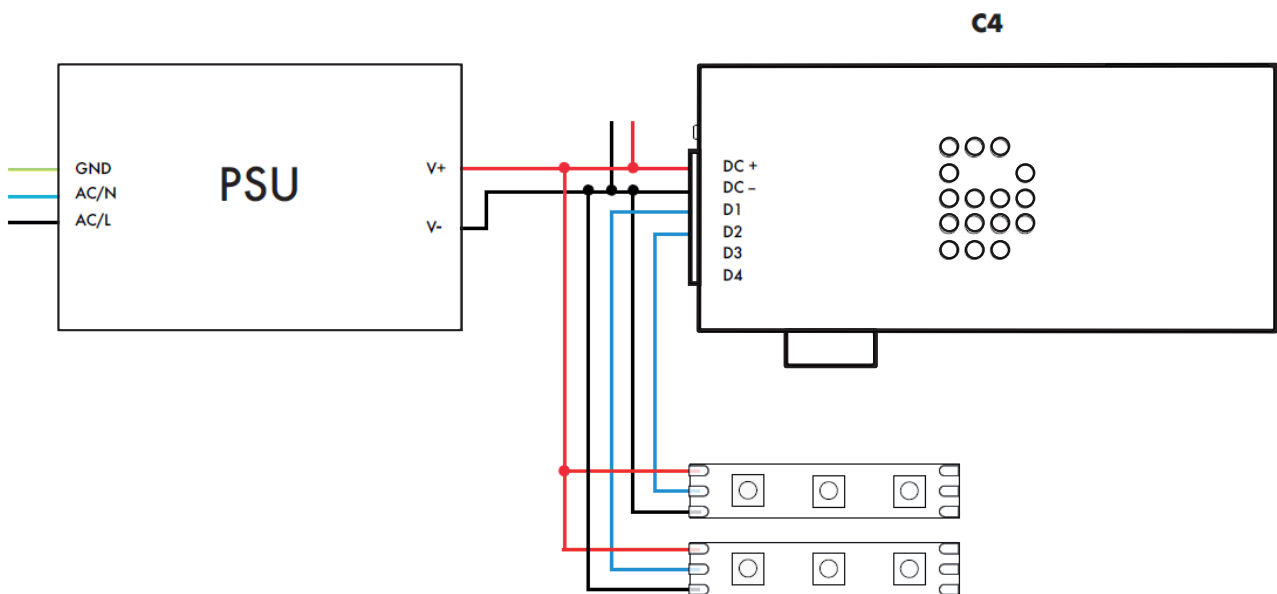 C4
GND
AC/N
AC/L
PSU
V+
V-
DC +
DC –
D1
D2
D3
D4